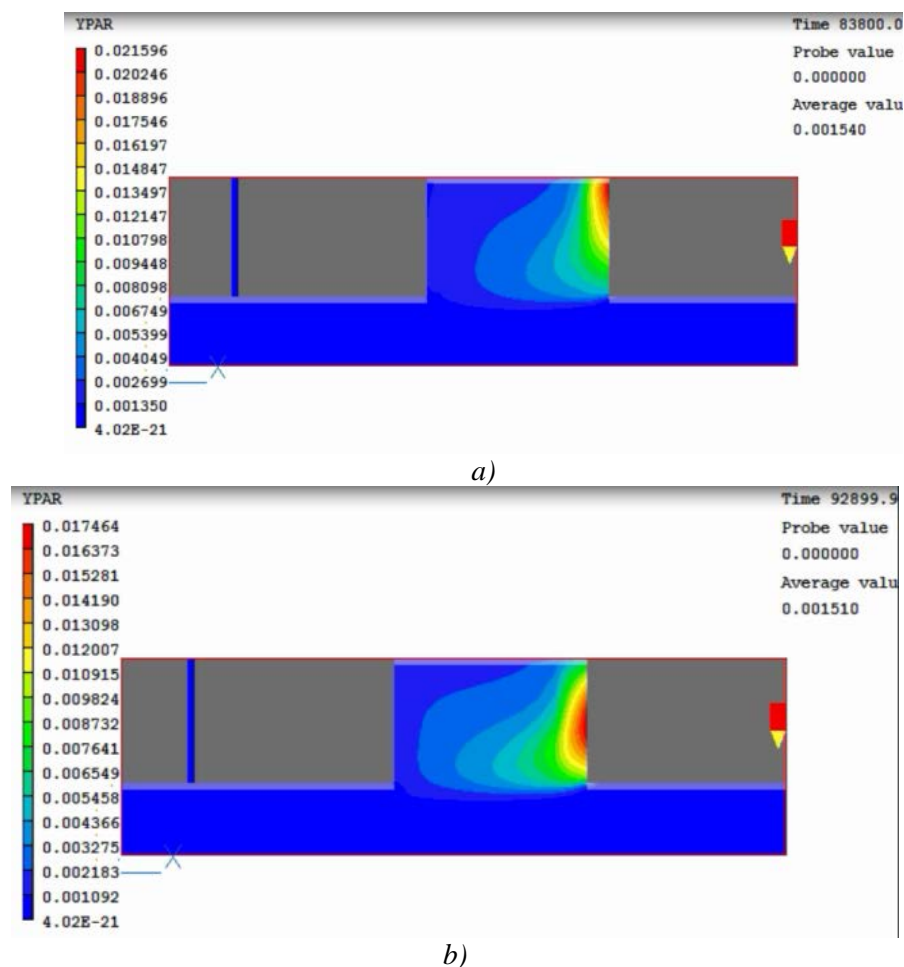 YPAR
Time 83800.0
0.021596
Probe value
0.020246
0.000000
0.018896
Average valu
0.017546
0.001540
0.016197
0.014847
0.013497
0.012147
0.010798
0.009448
0.008098
0.006749
0.005399
0.004049
0.002699
X
0.001350
4.02E-21
a)
YPAR
Time 92899.9
0.017464
Probe value
0.016373
0.000000
0.015281
Average valu
0.014190
0.001510
0.013098
0.012007
0.010915
0.009824
0.008732
0.007641
0.006549
0.005458
0.004366
0.003275
X
0.002183
0.001092
4.02E-21
b)